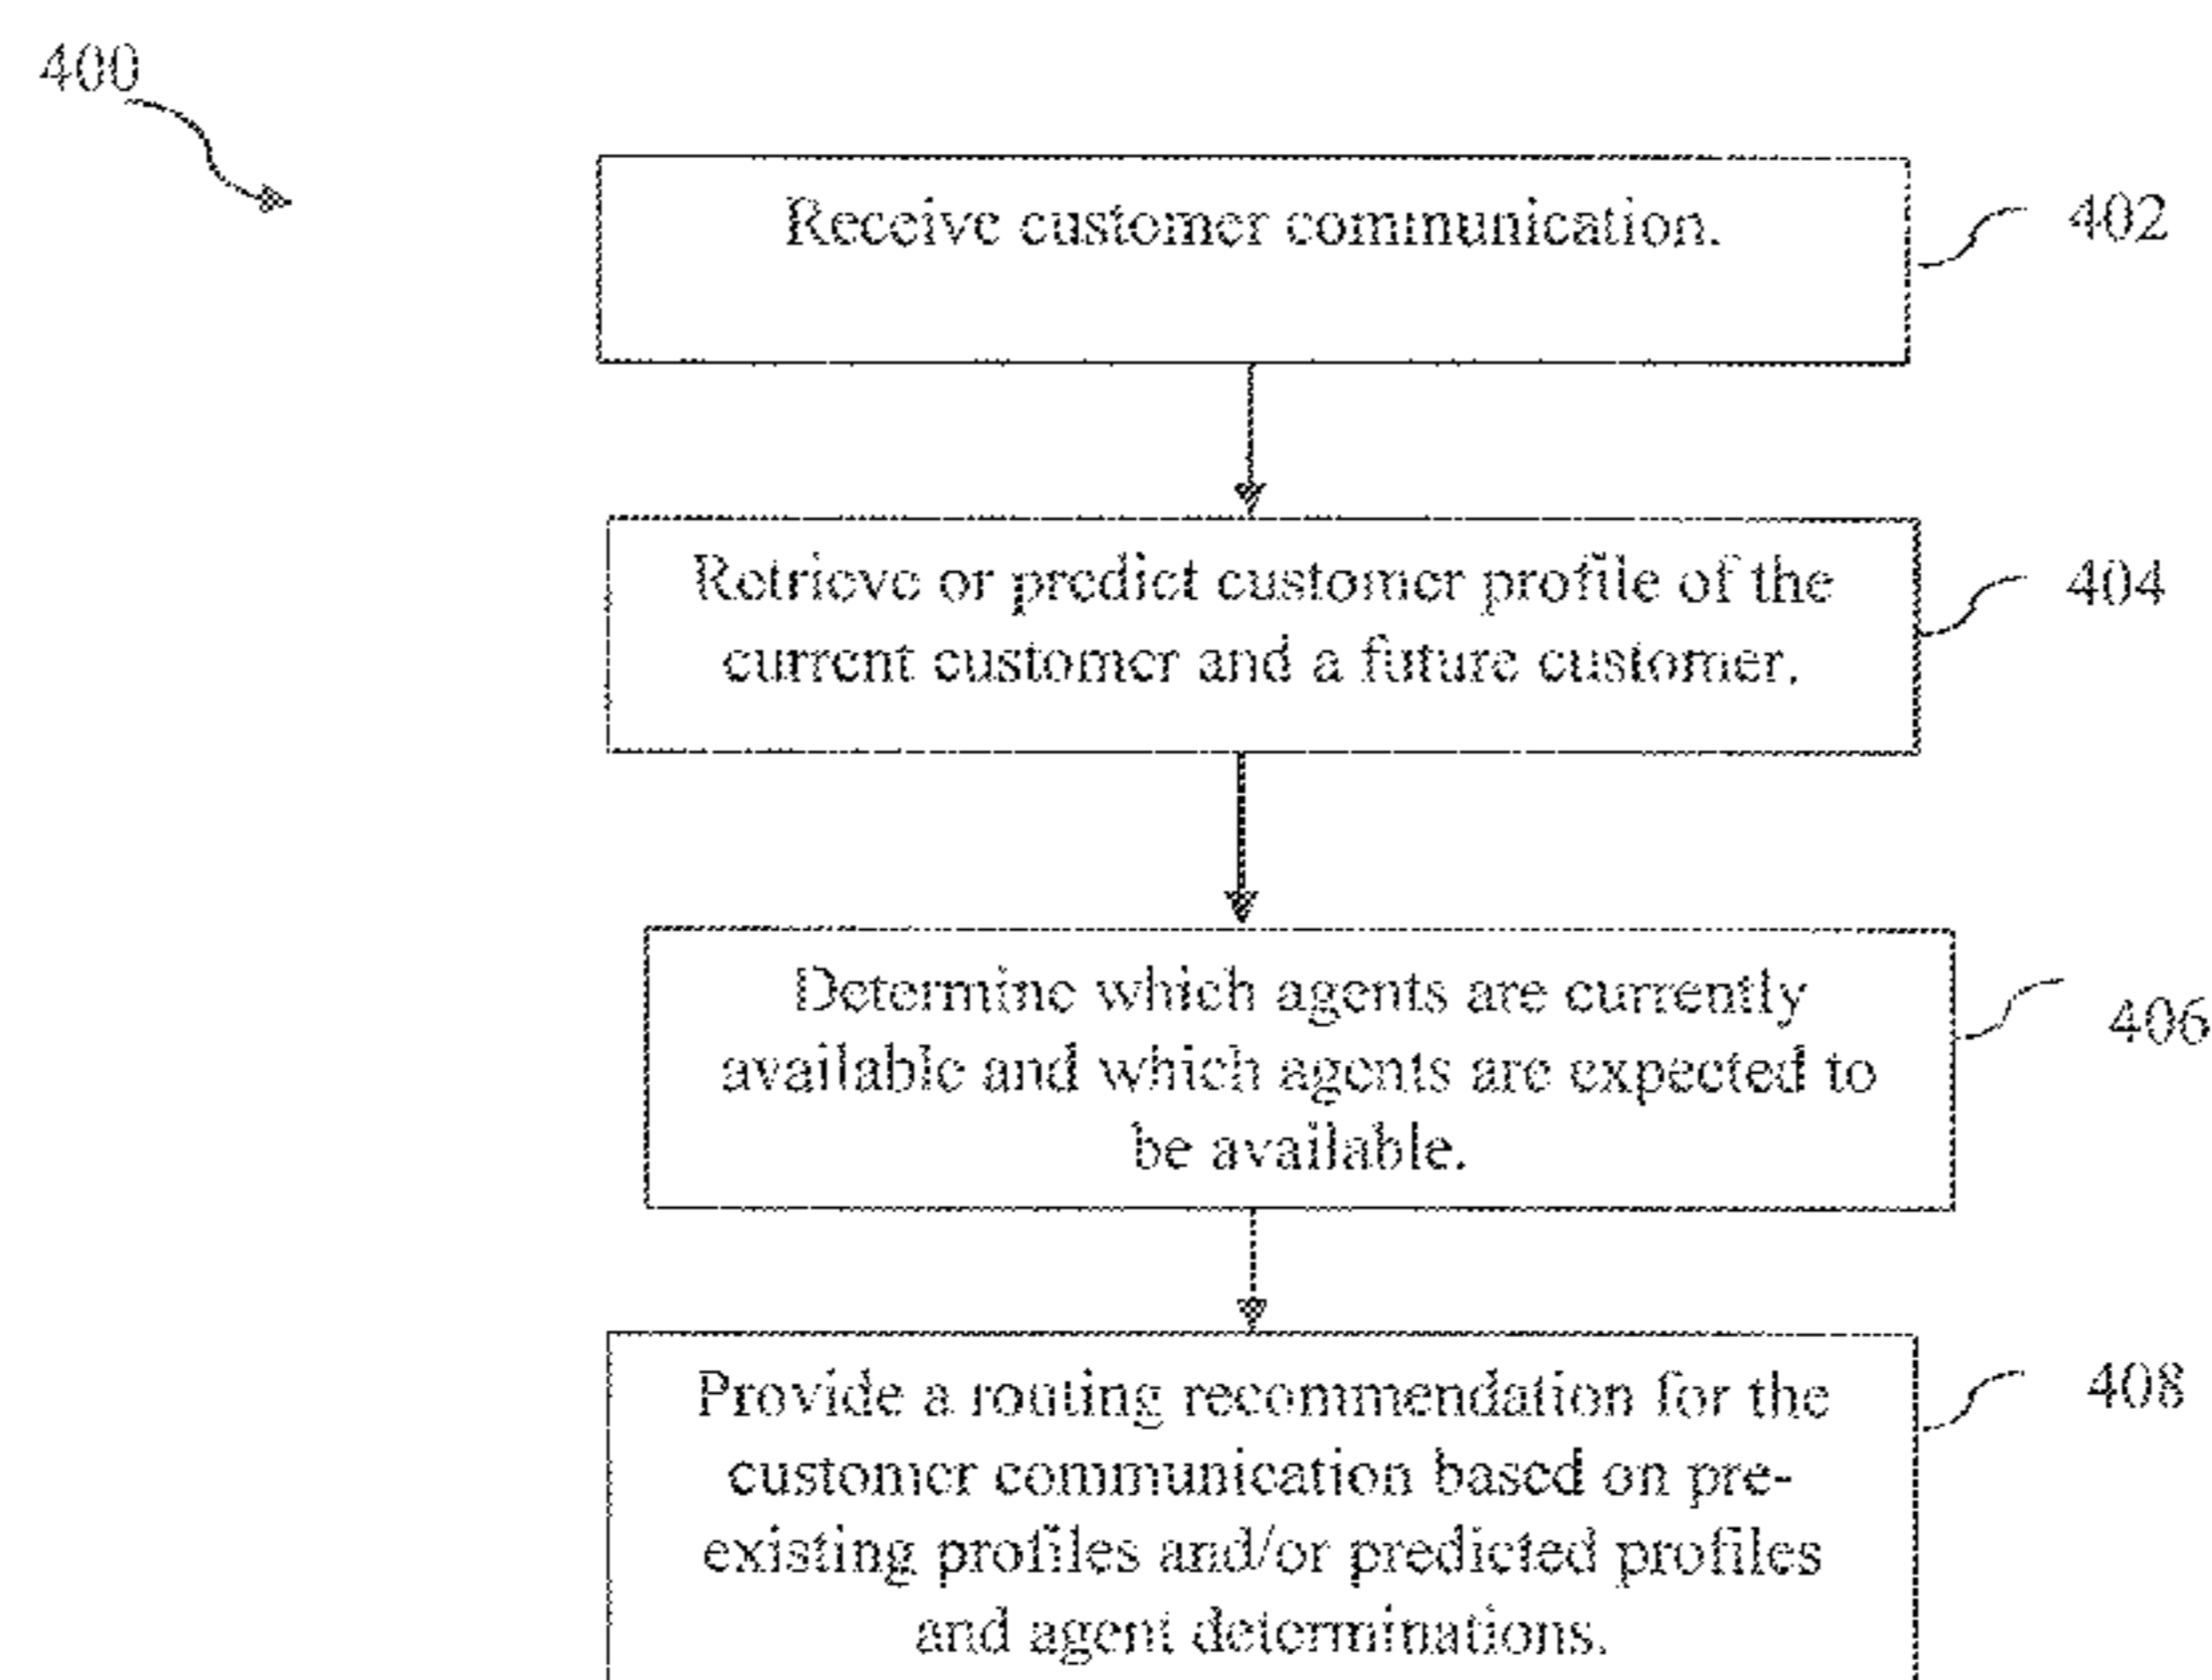 400
Receive customer communication.
402
Retrieve or predict customer profile of the
current customer and a future customer.
404
Determine which agents are currently
available and which agents are expected to
be available.
406
Provide a routing recommendation for the
customer communication based on pre-
existing profiles and/or predicted profiles
and agent determinations.
408